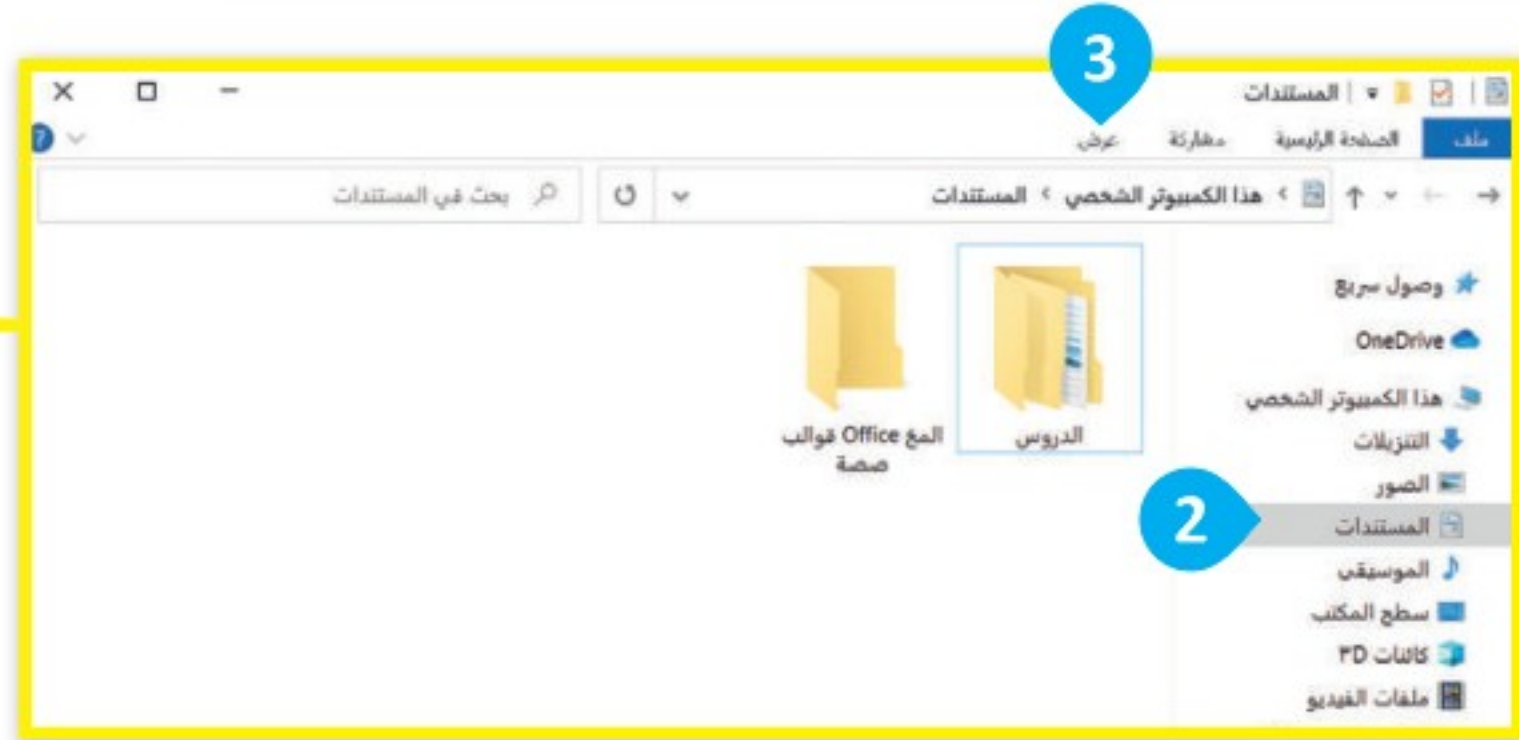 3
المستندات
ملف الصفحة الرئيسية مشاركة عرض
?
هذا الكمبيوتر الشخصي › المستندات
بحث في المستندات
وصول سريع
OneDrive
هذا الكمبيوتر الشخصي
التنزيلات
الصور
المستندات
2
الموسيقى
سطح المكتب
كائنات ٣D
ملفات الفيديو
الدروس
المخ Office قوالب
صصة